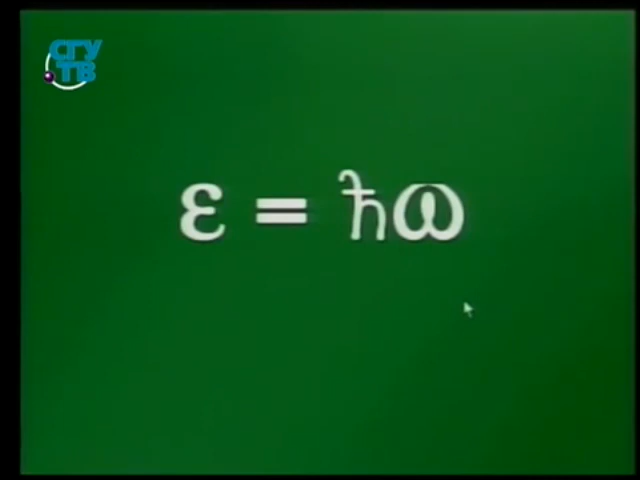 СГУ
ТВ
ε = ħω